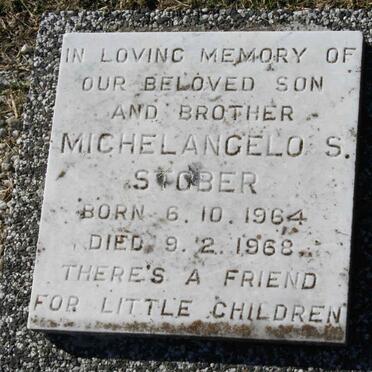 IN LOVING MEMORY OF
OUR BELOVED SON
AND BROTHER
MICHELANGELO S.
STOBER
BORN 6.10.1964
DIED 9.2.1968
THERE'S A FRIEND
FOR LITTLE CHILDREN